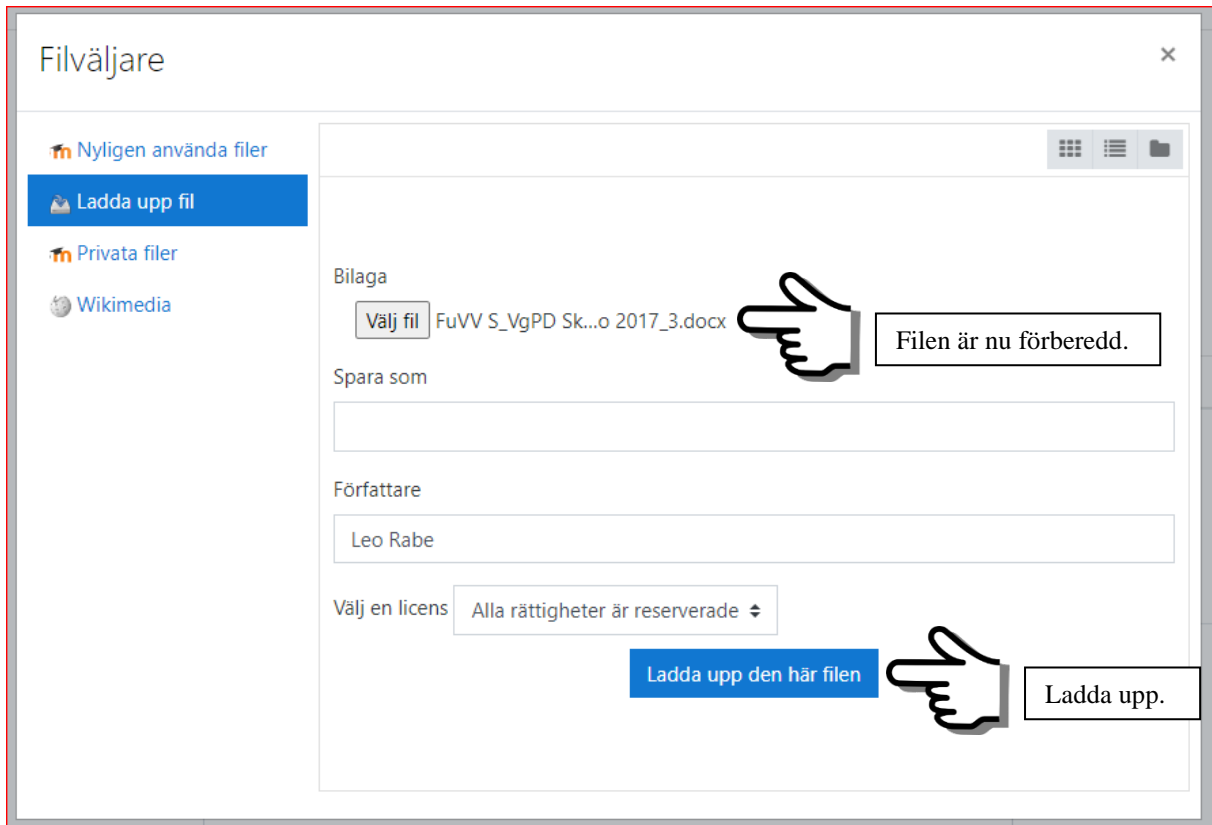 Filväljare
×
Nyligen använda filer
Ladda upp fil
Privata filer
Wikimedia
Bilaga
Välj fil FuVV S_VgPD Sk...o 2017_3.docx
Filen är nu förberedd.
Spara som
Författare
Leo Rabe
Välj en licens Alla rättigheter är reserverade
Ladda upp den här filen
Ladda upp.